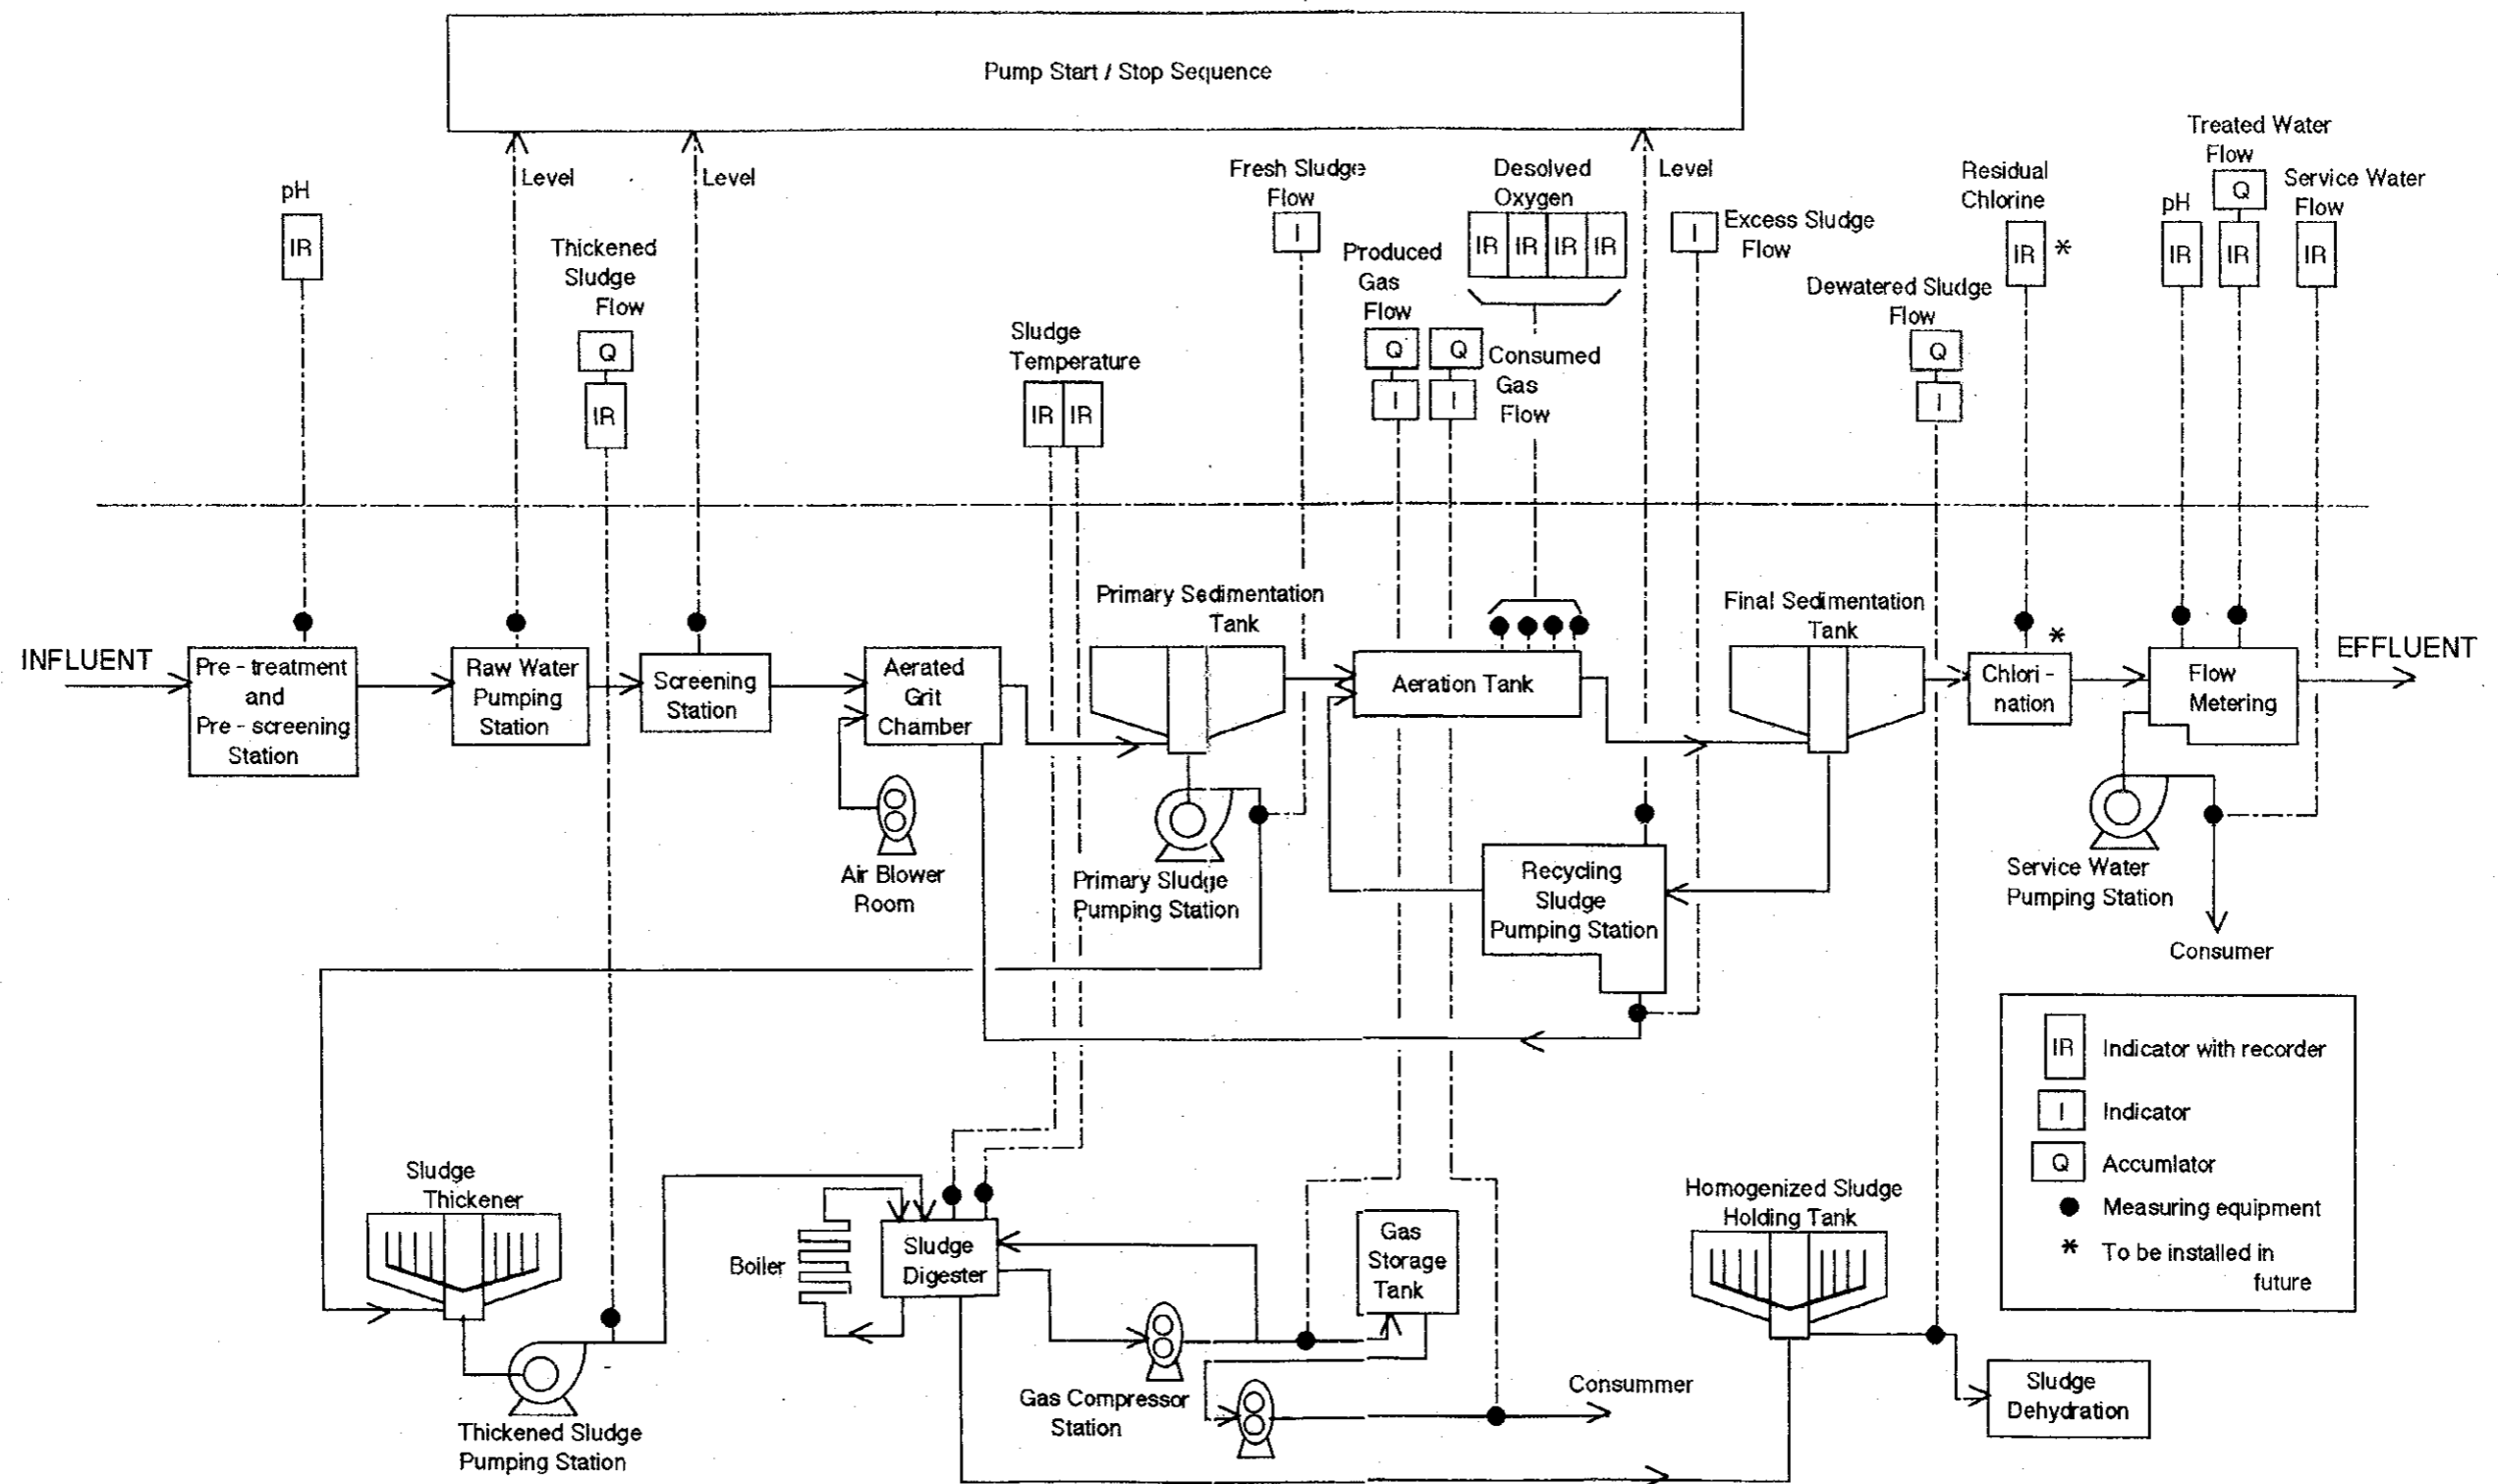 Pump Start / Stop Sequence
Level
Level
Level
pH
IR
Thickened
Sludge
Flow
Q
IR
Sludge
Temperature
IR
IR
Fresh Sludge
Flow
I
Produced
Gas
Flow
Q
I
Q
I
Consumed
Gas
Flow
Desolved
Oxygen
IR
IR
IR
IR
I
Excess Sludge
Flow
Dewatered Sludge
Flow
Q
I
Residual
Chlorine
IR *
pH
IR
Treated Water
Flow
Q
IR
Service Water
Flow
IR
INFLUENT
Pre - treatment
and
Pre - screening
Station
Raw Water
Pumping
Station
Screening
Station
Aerated
Grit
Chamber
Air Blower
Room
Primary Sedimentation
Tank
Primary Sludge
Pumping Station
Aeration Tank
Recycling
Sludge
Pumping Station
Final Sedimentation
Tank
*
Chlori -
nation
Flow
Metering
EFFLUENT
Service Water
Pumping Station
Consumer
Sludge
Thickener
Thickened Sludge
Pumping Station
Boiler
Sludge
Digester
Gas Compressor
Station
Gas
Storage
Tank
Consummer
Homogenized Sludge
Holding Tank
Sludge
Dehydration
IR Indicator with recorder
I Indicator
Q Accumlator
Measuring equipment
* To be installed in
future